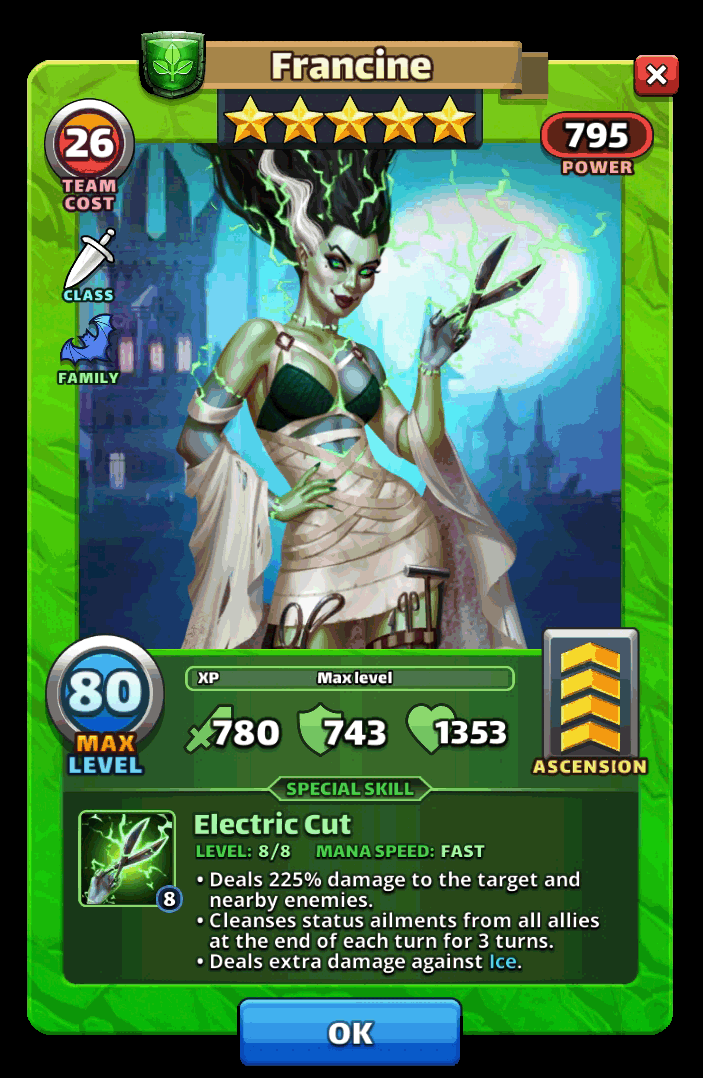 Francine
26
TEAM
COST
795
POWER
CLASS
FAMILY
80
MAX
LEVEL
XP Max level
780 743 1353
ASCENSION
SPECIAL SKILL
Electric Cut
LEVEL: 8/8 MANA SPEED: FAST
8
• Deals 225% damage to the target and
nearby enemies.
• Cleanses status ailments from all allies
at the end of each turn for 3 turns.
• Deals extra damage against Ice.
OK